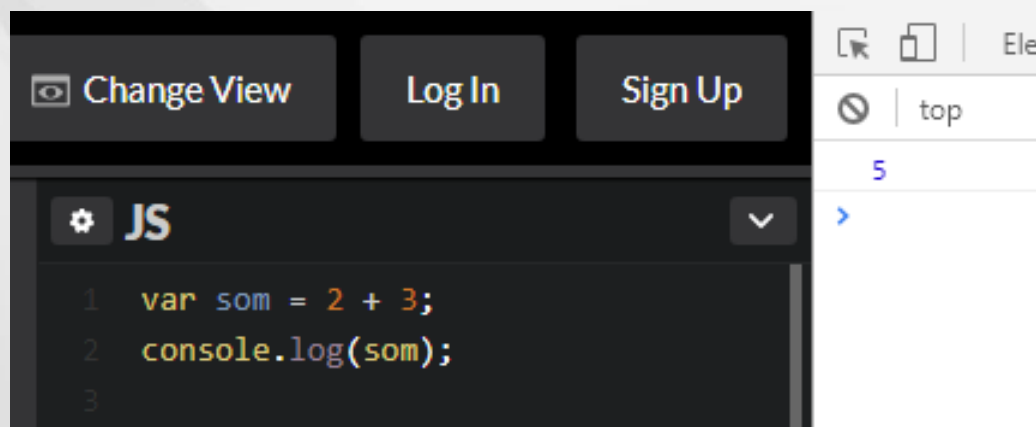 Change View Log In Sign Up
JS
1 var som = 2 + 3;
2 console.log(som);
3
Ele
top
5
>